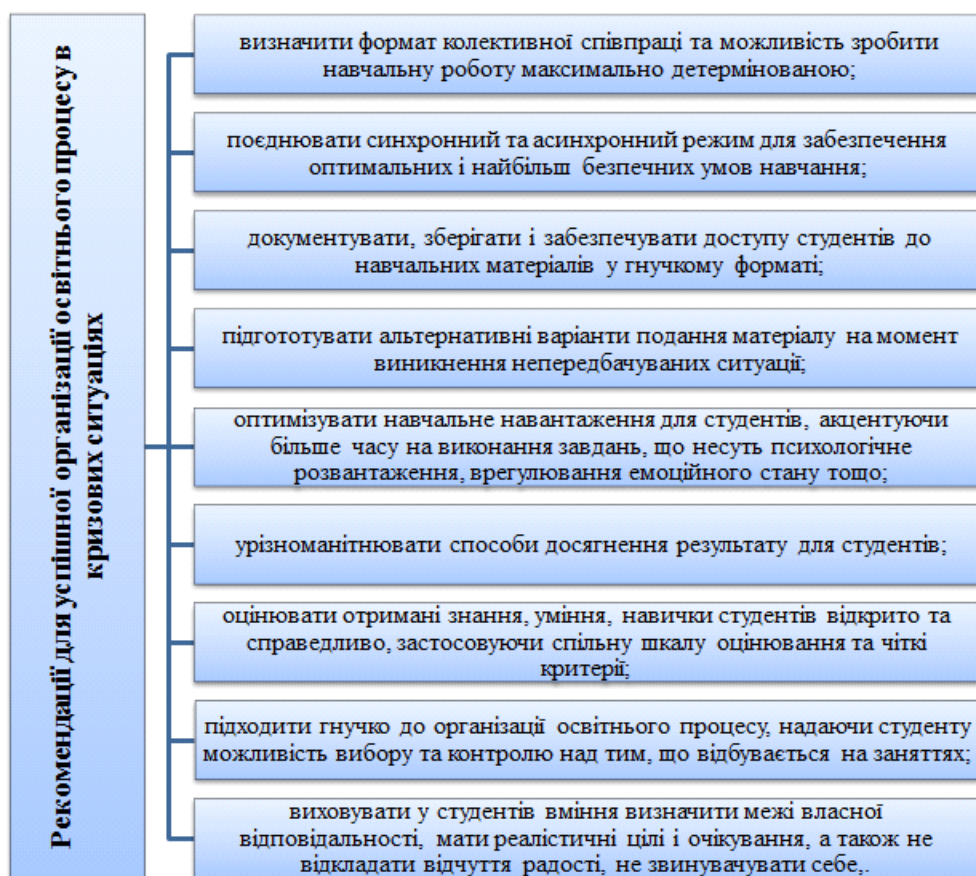 Рекомендації для успішної організації освітнього процесу в
кризових ситуаціях
визначити формат колективної співпраці та можливість зробити
навчальну роботу максимально детермінованою;
поєднювати синхронний та асинхронний режим для забезпечення
оптимальних і найбільш безпечних умов навчання;
документувати, зберігати і забезпечувати доступу студентів до
навчальних матеріалів у гнучкому форматі;
підгототувати альтернативні варіанти подання матеріалу на момент
виникнення непередбачуваних ситуації;
оптимізувати навчальне навантаження для студентів, акцентуючи
більше часу на виконання завдань, що несуть психологічне
розвантаження, врегулювання емоційного стану тощо;
урізноманітнювати способи досягнення результату для студентів;
оцінювати отримані знання, уміння, навички студентів відкрито та
справедливо, застосовуючи спільну шкалу оцінювання та чіткі
критерії;
підходити гнучко до організації освітнього процесу, надаючи студенту
можливість вибору та контролю над тим, що відбувається на заняттях;
виховувати у студентів вміння визначити межі власної
відповідальності, мати реалістичні цілі і очікування, а також не
відкладати відчуття радості, не звинувачувати себе,.